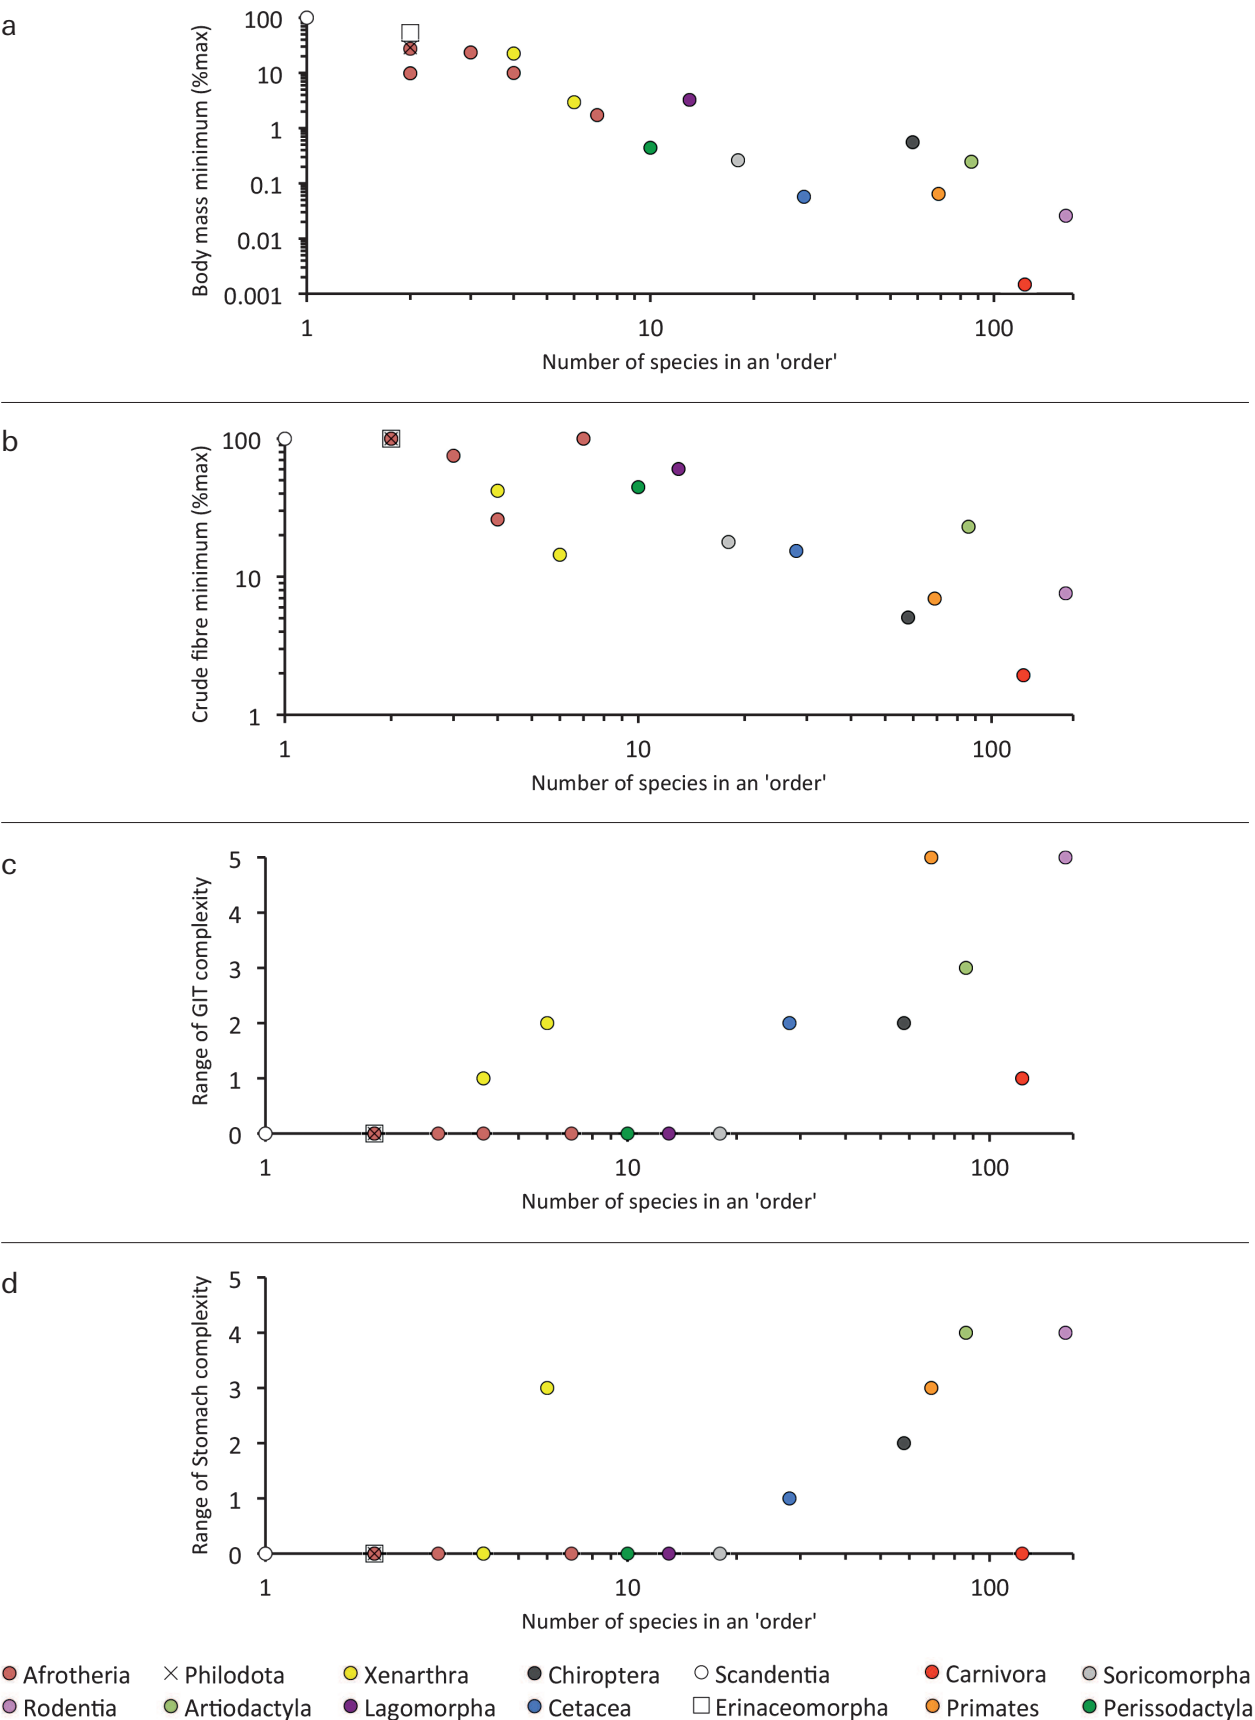 a
Body mass minimum (%max)
100
10
1
0.1
0.01
0.001
1 10 100
Number of species in an 'order'
b
Crude fibre minimum (%max)
100
10
1
1 10 100
Number of species in an 'order'
c
Range of GIT complexity
5
4
3
2
1
0
1 10 100
Number of species in an 'order'
d
Range of Stomach complexity
5
4
3
2
1
0
1 10 100
Number of species in an 'order'
Afrotheria Philodota Xenarthra Chiroptera Scandentia Carnivora Soricomorpha
Rodentia Artiodactyla Lagomorpha Cetacea Erinaceomorpha Primates Perissodactyla